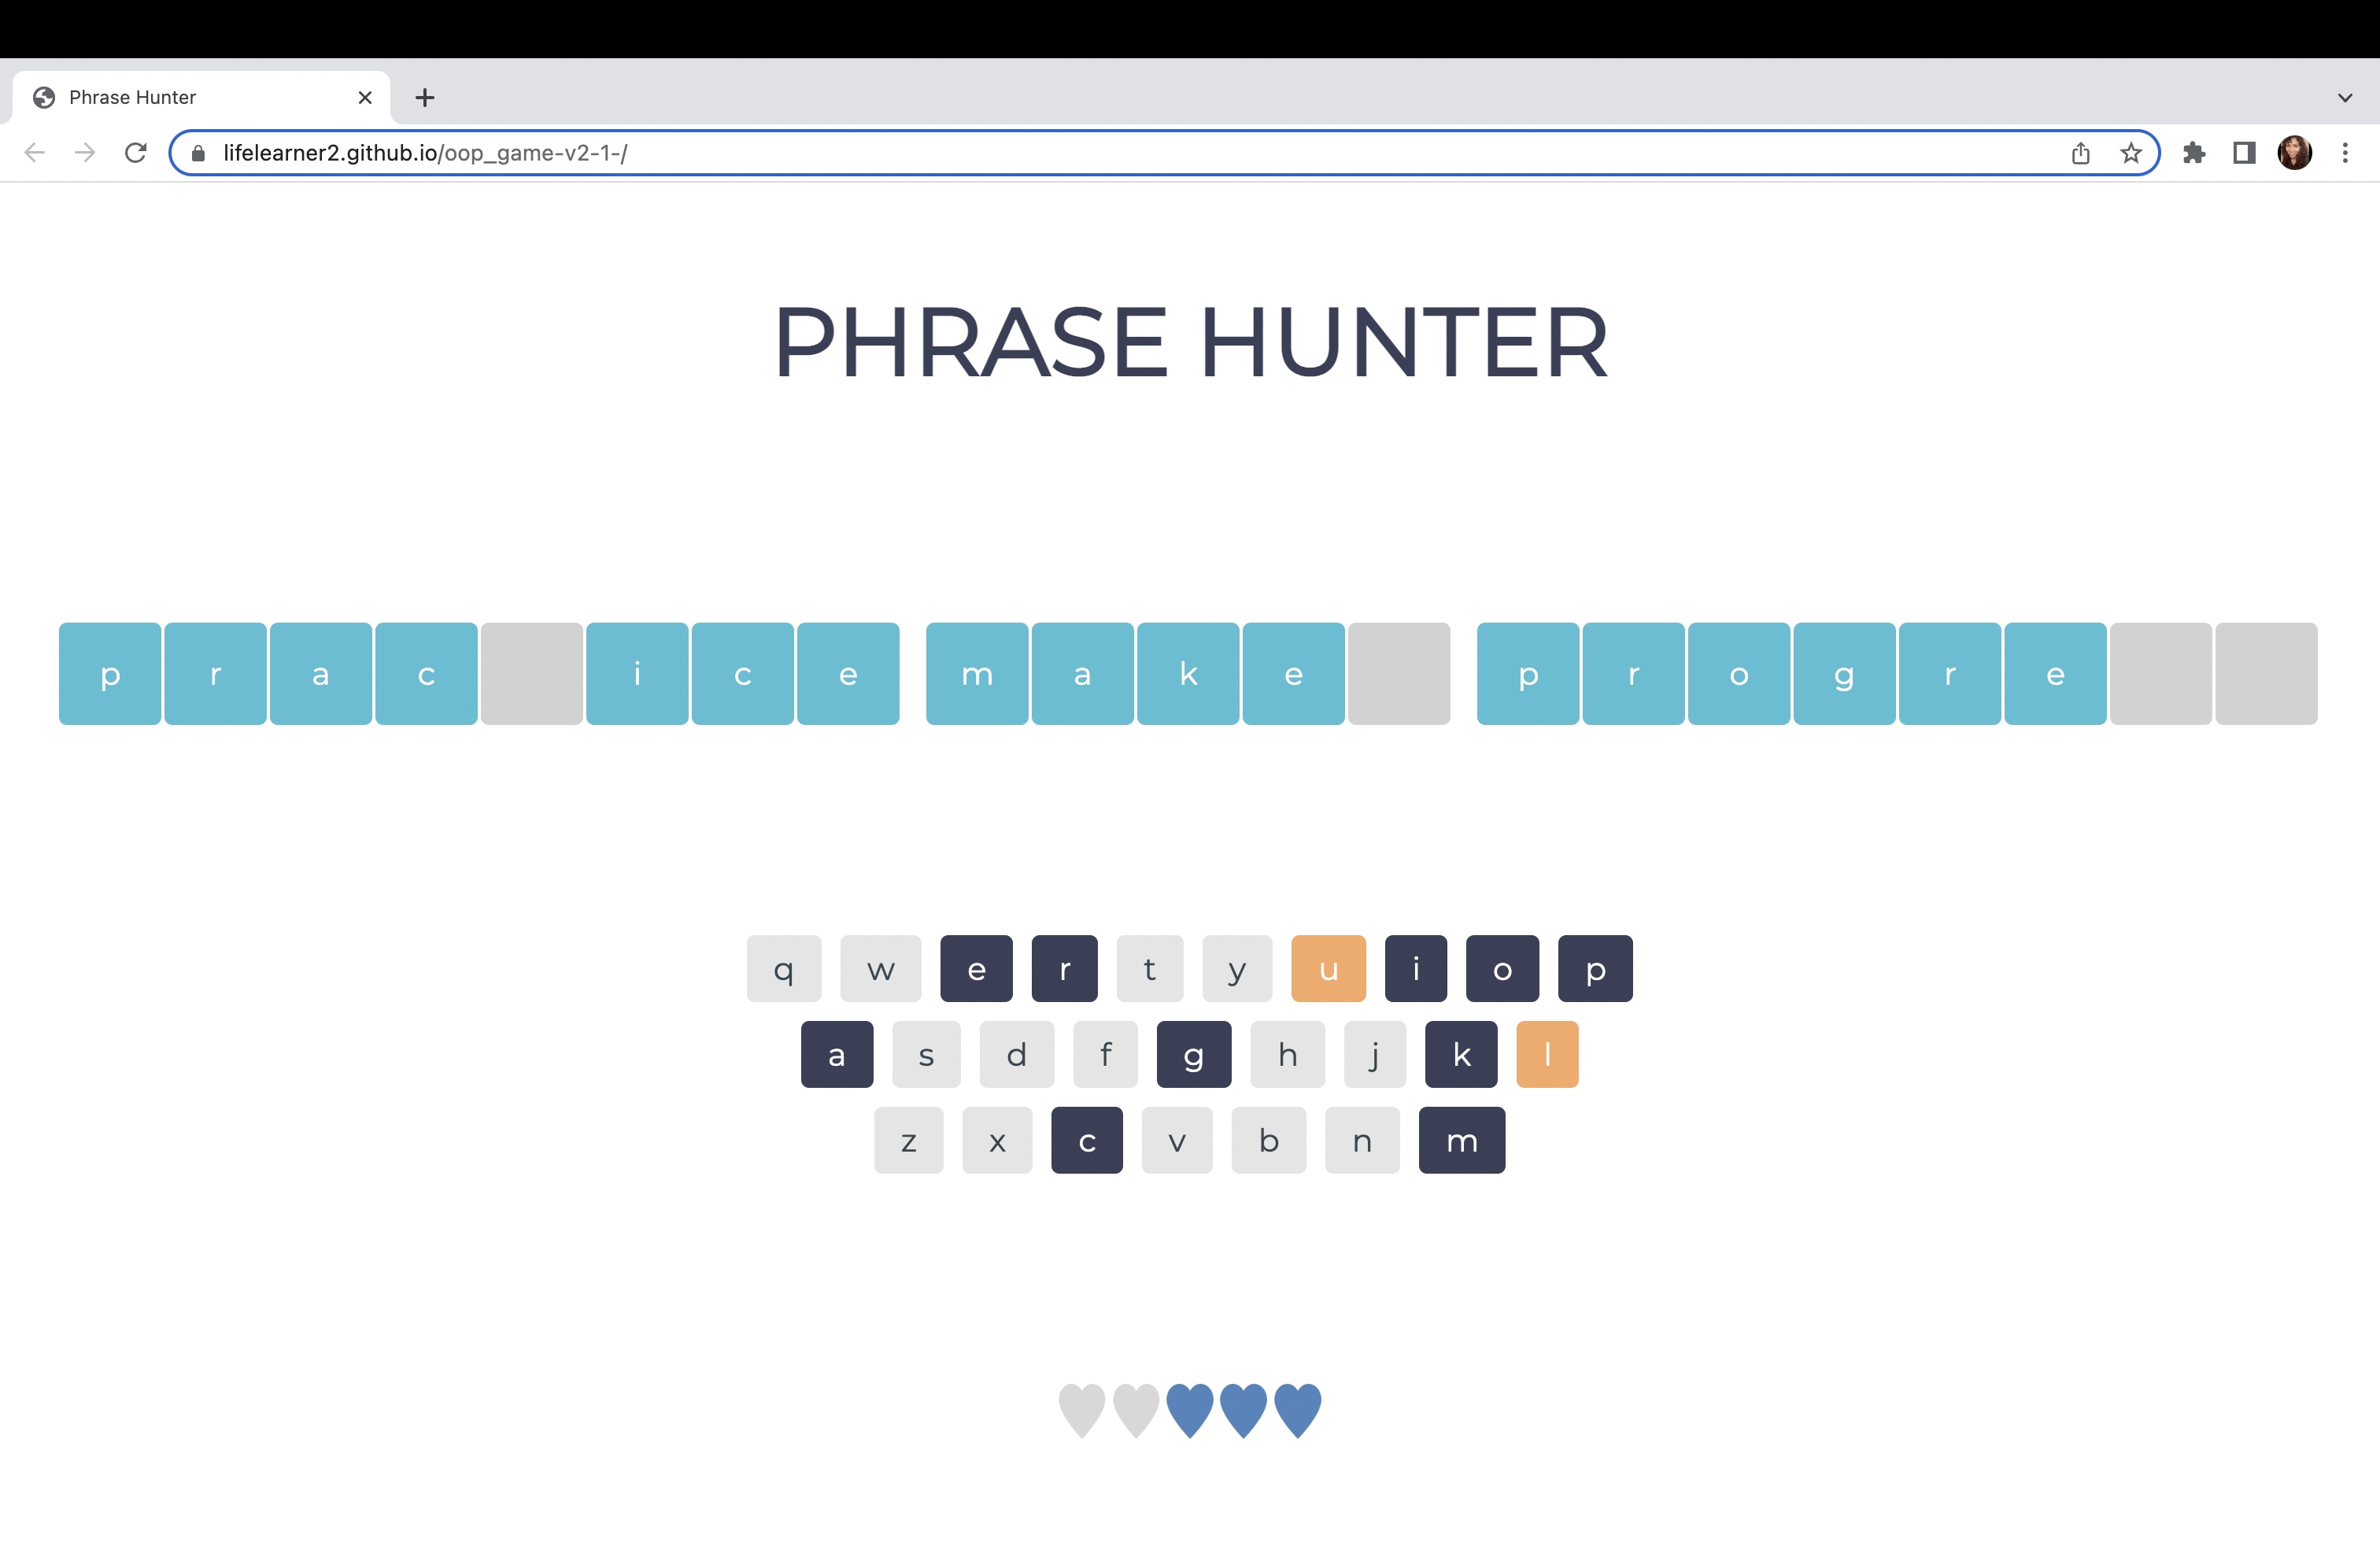 Phrase Hunter
lifelearner2.github.io/oop_game-v2-1-/
PHRASE HUNTER
p r a c i c e m a k e p r o g r e
q w e r t y u i o p
a s d f g h j k l
z x c v b n m